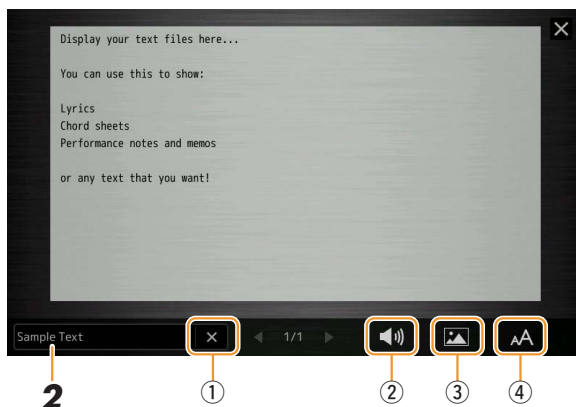 Display your text files here...
You can use this to show:
Lyrics
Chord sheets
Performance notes and memos
or any text that you want!
Sample Text
1/1
AA
2
① ② ③ ④